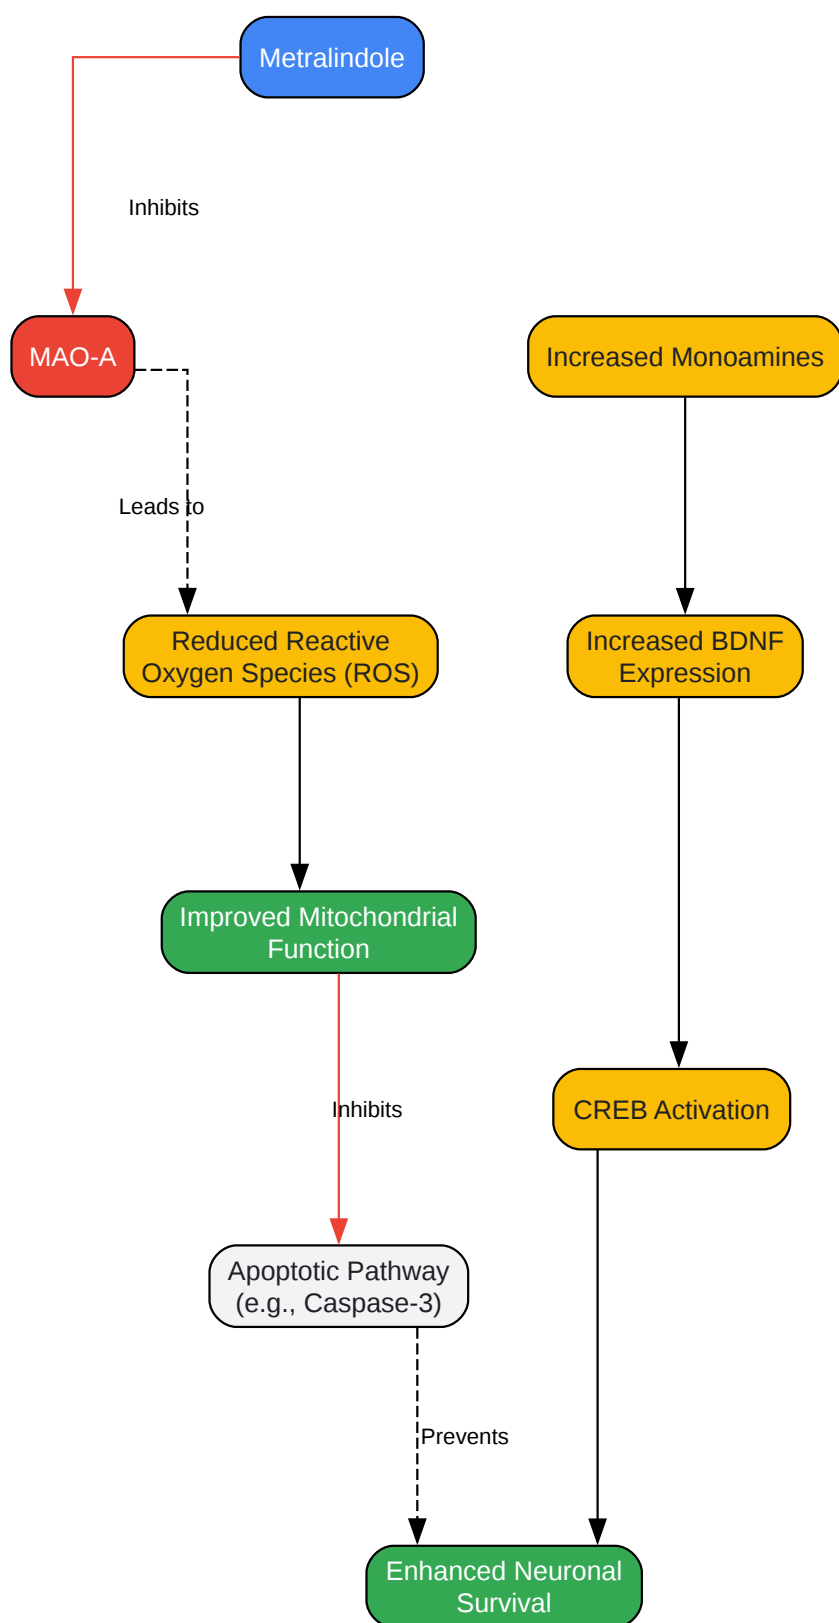 Metralindole
Inhibits
MAO-A
Increased Monoamines
Leads to
Reduced Reactive
Oxygen Species (ROS)
Increased BDNF
Expression
Improved Mitochondrial
Function
Inhibits
CREB Activation
Apoptotic Pathway
(e.g., Caspase-3)
Prevents
Enhanced Neuronal
Survival